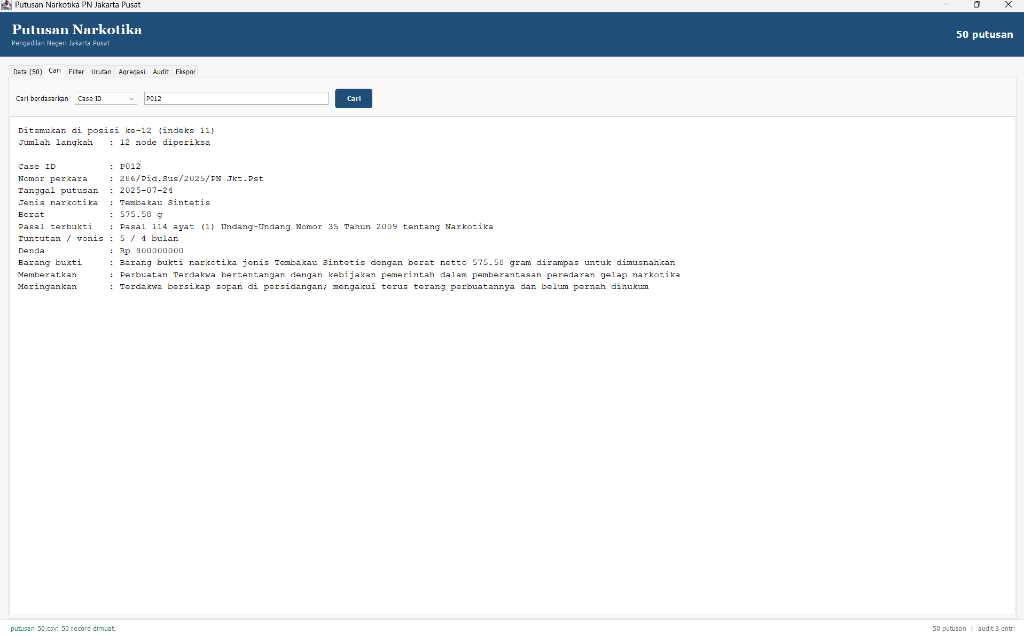 Putusan Narkotika PN Jakarta Pusat
Putusan Narkotika
Pengadilan Negeri Jakarta Pusat
50 putusan
Data (50) Cari Filter Urutan Agregasi Audit Ekspor
Cari berdasarkan Case ID P012 Cari
Ditemukan di posisi ke-12 (indeks 11)
Jumlah langkah : 12 node diperiksa
Case ID : P012
Nomor perkara : 286/Pid.Sus/2025/PN Jkt.Pst
Tanggal putusan : 2025-07-24
Jenis narkotika : Tembakau Sintetis
Berat : 575.58 g
Pasal terbukti : Pasal 114 ayat (1) Undang-Undang Nomor 35 Tahun 2009 tentang Narkotika
Tuntutan / vonis : 5 / 4 bulan
Denda : Rp 800000000
Barang bukti : Barang bukti narkotika jenis Tembakau Sintetis dengan berat netto 575.58 gram dirampas untuk dimusnahkan
Memberatkan : Perbuatan Terdakwa bertentangan dengan kebijakan pemerintah dalam pemberantasan peredaran gelap narkotika
Meringankan : Terdakwa bersikap sopan di persidangan; mengakui terus terang perbuatannya dan belum pernah dihukum
putusan_50.csv: 50 record dimuat.
50 putusan | audit 3 entri